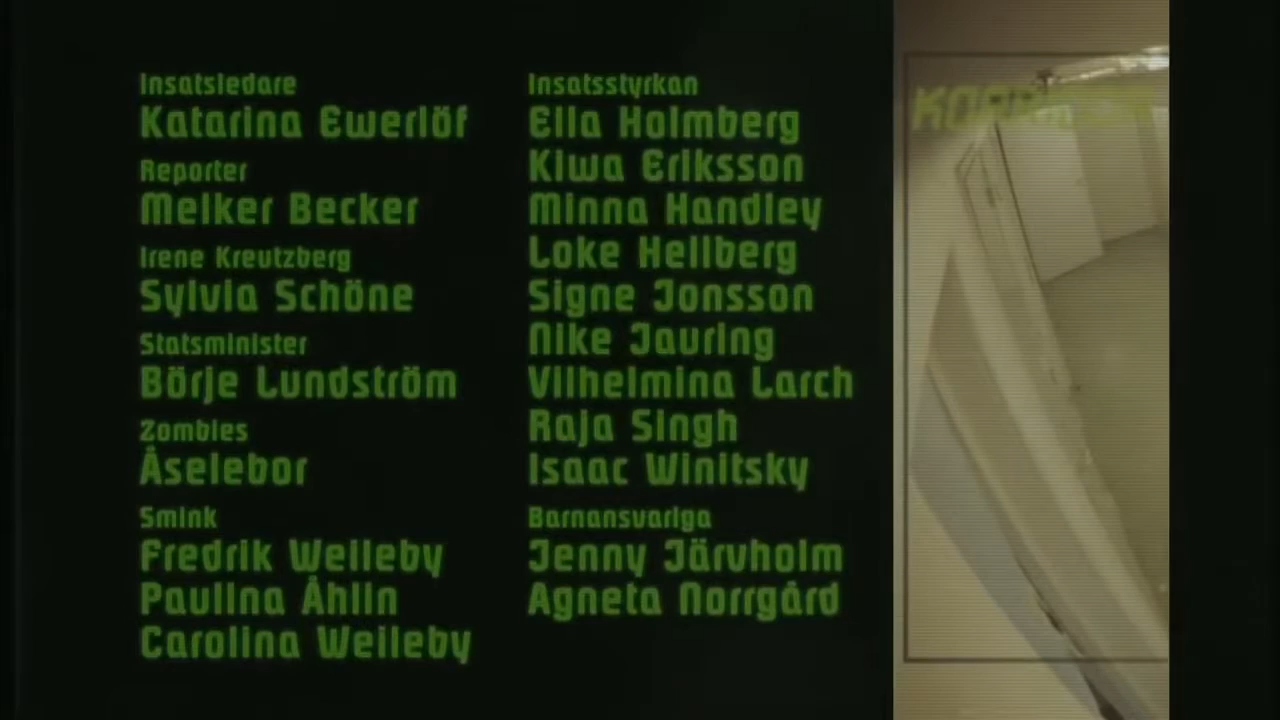 Insatsledare
Katarina Ewerlöf
Reporter
Melker Becker
Irene Kreutzberg
Sylvia Schöne
Statsminister
Börje Lundström
Zombies
Åselebor
Smink
Fredrik Welleby
Paulina Åhlin
Carolina Welleby
Insatsstyrkan
Ella Holmberg
Kiwa Eriksson
Minna Handley
Loke Hellberg
Signe Jonsson
Nike Jauring
Vilhelmina Larch
Raja Singh
Isaac Winitsky
Barnansvariga
Jenny Järvholm
Agneta Norrgård